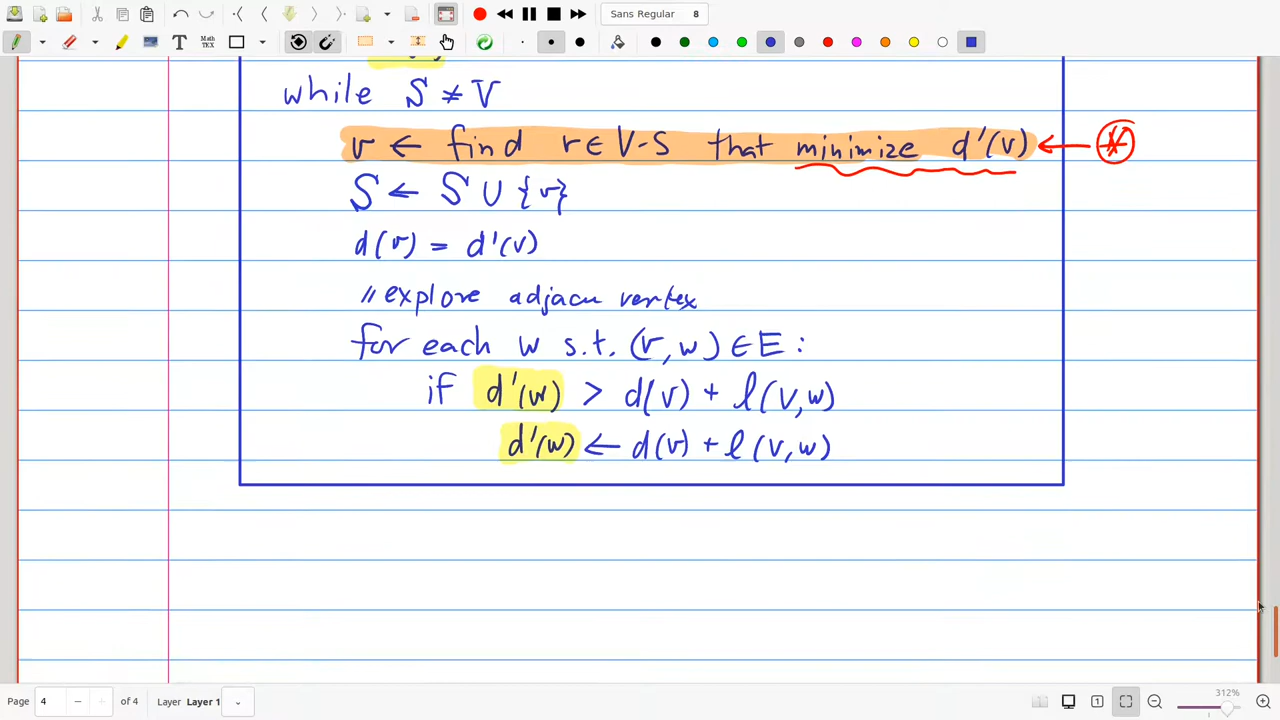 Sans Regular 8
while S ≠ V
v ← find v ∈ V-S that minimize d'(v) ← *
S ← S ∪ {v}
d(v) = d'(v)
// explore adjacu vertex
for each w s.t. (v, w) ∈ E :
if d'(w) > d(v) + l(v, w)
d'(w) ← d(v) + l(v, w)
Page 4 of 4 Layer Layer 1 312%